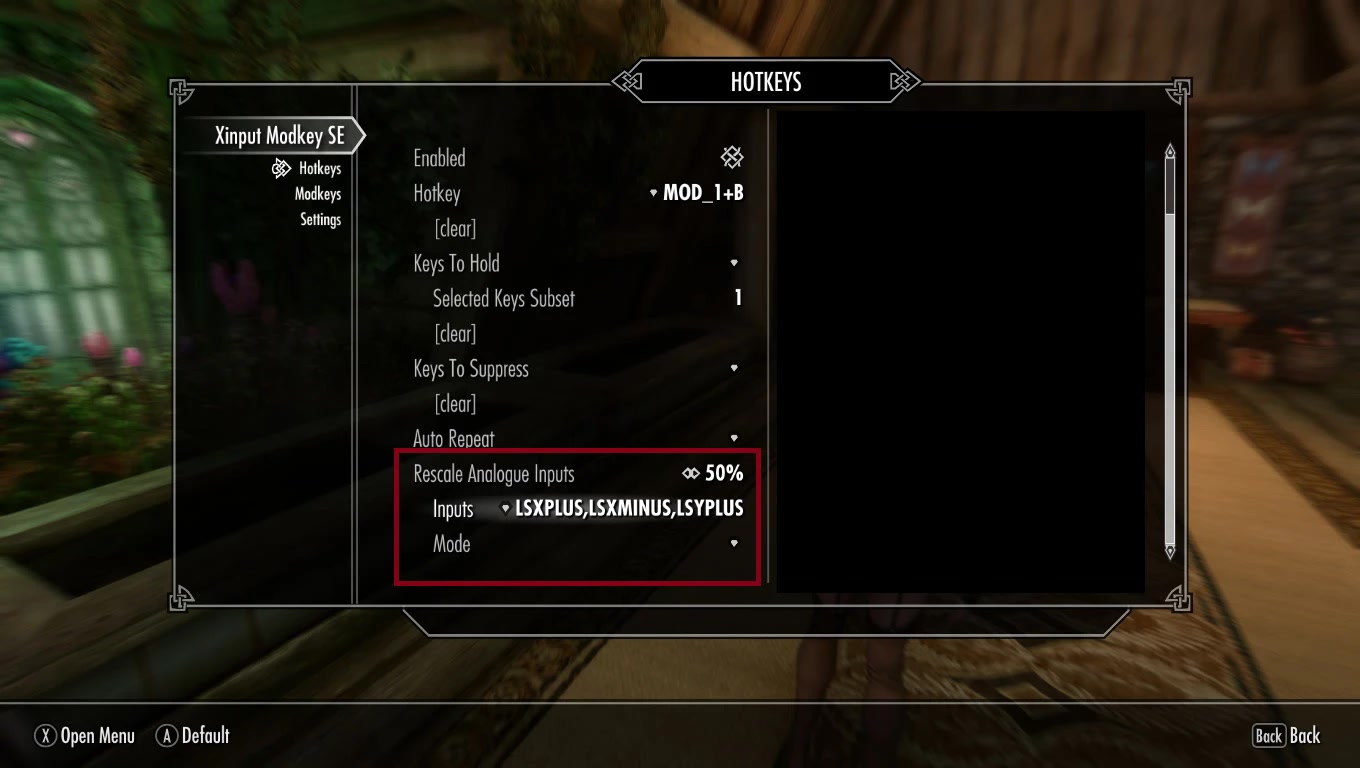 HOTKEYS
Xinput Modkey SE
Hotkeys
Modkeys
Settings
Enabled
Hotkey MOD_1+B
[clear]
Keys To Hold
Selected Keys Subset 1
[clear]
Keys To Suppress
[clear]
Auto Repeat
Rescale Analogue Inputs 50%
Inputs LSXPLUS,LSXMINUS,LSYPLUS
Mode
X Open Menu A Default Back Back